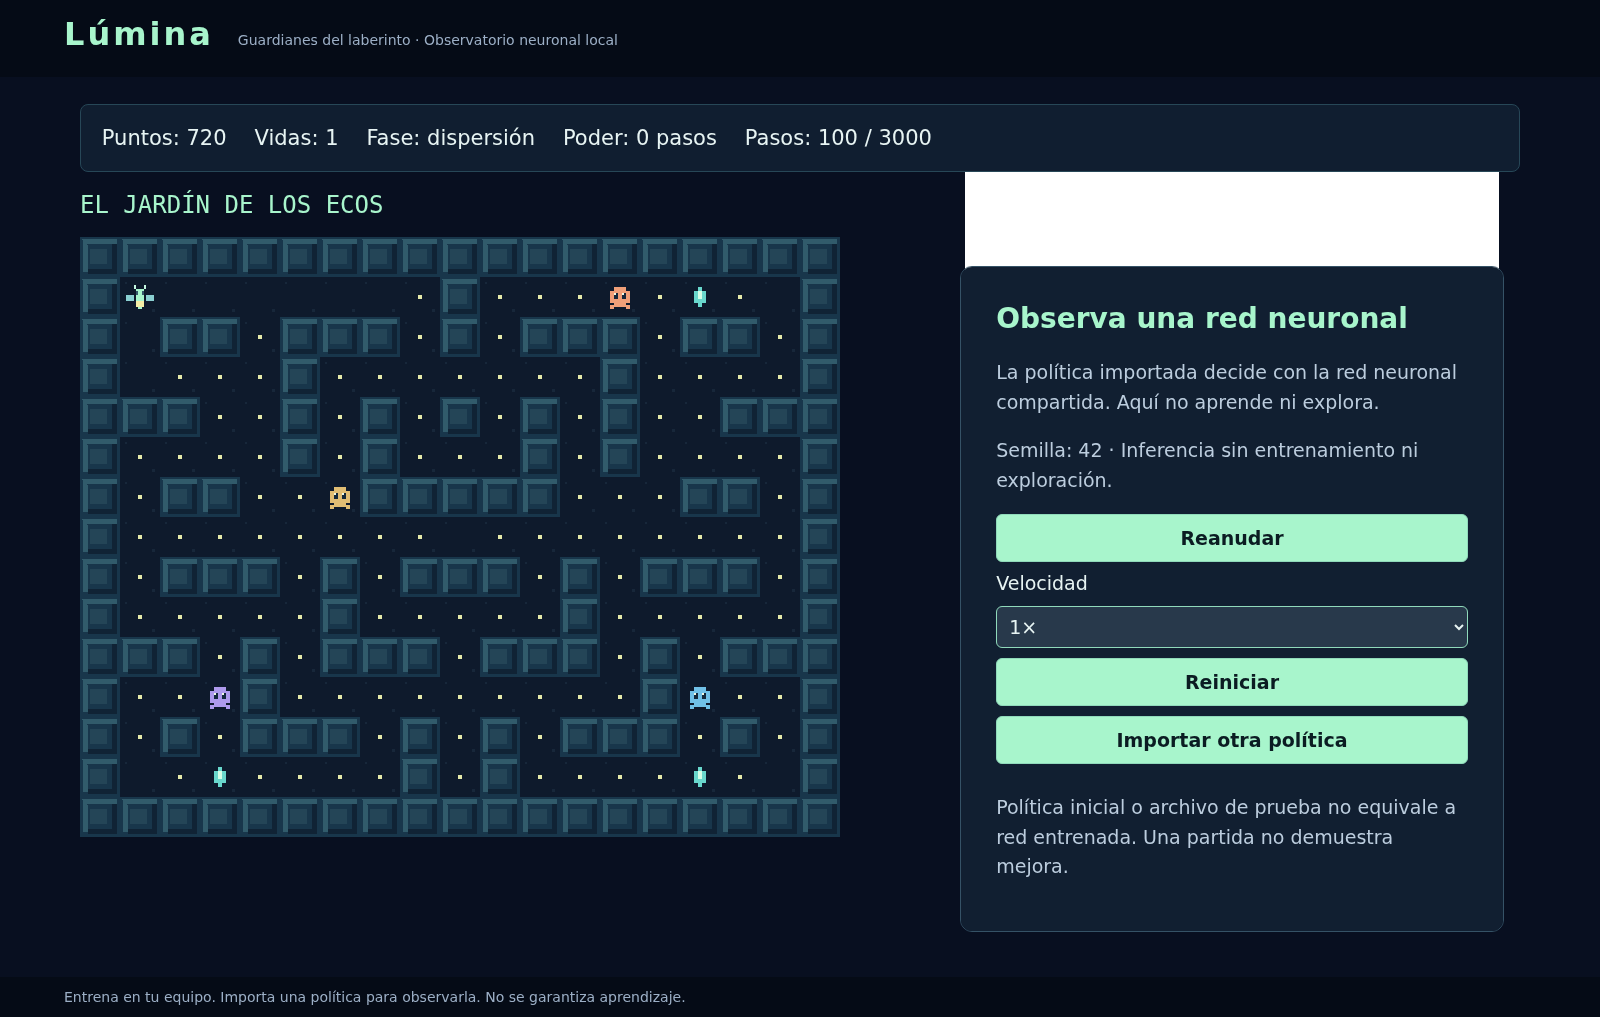 Lúmina
Guardianes del laberinto · Observatorio neuronal local
Puntos: 720 Vidas: 1 Fase: dispersión Poder: 0 pasos Pasos: 100 / 3000
EL JARDÍN DE LOS ECOS
Observa una red neuronal
La política importada decide con la red neuronal
compartida. Aquí no aprende ni explora.
Semilla: 42 · Inferencia sin entrenamiento ni
exploración.
Reanudar
Velocidad
1×
Reiniciar
Importar otra política
Política inicial o archivo de prueba no equivale a
red entrenada. Una partida no demuestra
mejora.
Entrena en tu equipo. Importa una política para observarla. No se garantiza aprendizaje.